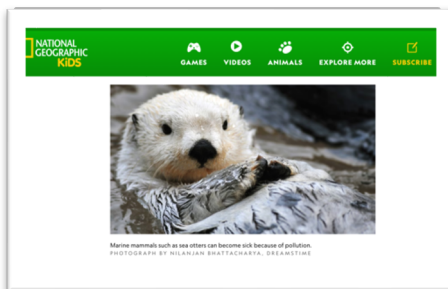 NATIONAL
GEOGRAPHIC
KiDS
GAMES
VIDEOS
ANIMALS
EXPLORE MORE
SUBSCRIBE
Marine mammals such as sea otters can become sick because of pollution.
PHOTOGRAPH BY NILANJAN BHATTACHARYA, DREAMSTIME